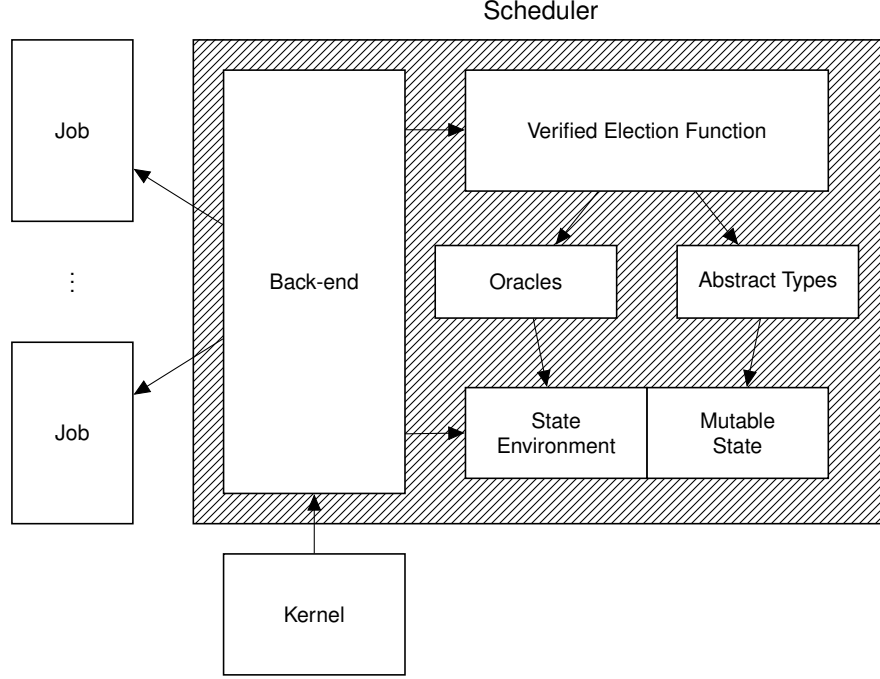 Scheduler
Job
Verified Election Function
Back-end
Oracles
Abstract Types
⋮
Job
State
Environment
Mutable
State
Kernel